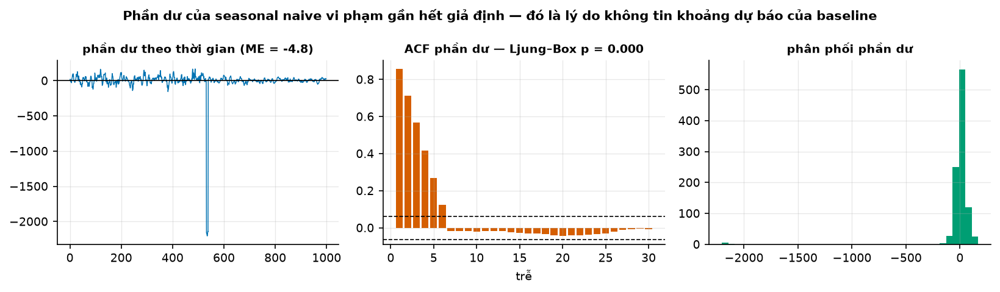 Phần dư của seasonal naive vi phạm gần hết giả định — đó là lý do không tin khoảng dự báo của baseline
phần dư theo thời gian (ME = -4.8)
0
−500
−1000
−1500
−2000
0 200 400 600 800 1000
ACF phần dư — Ljung–Box p = 0.000
0.8
0.6
0.4
0.2
0.0
0 5 10 15 20 25 30
trễ
phân phối phần dư
500
400
300
200
100
0
−2000 −1500 −1000 −500 0